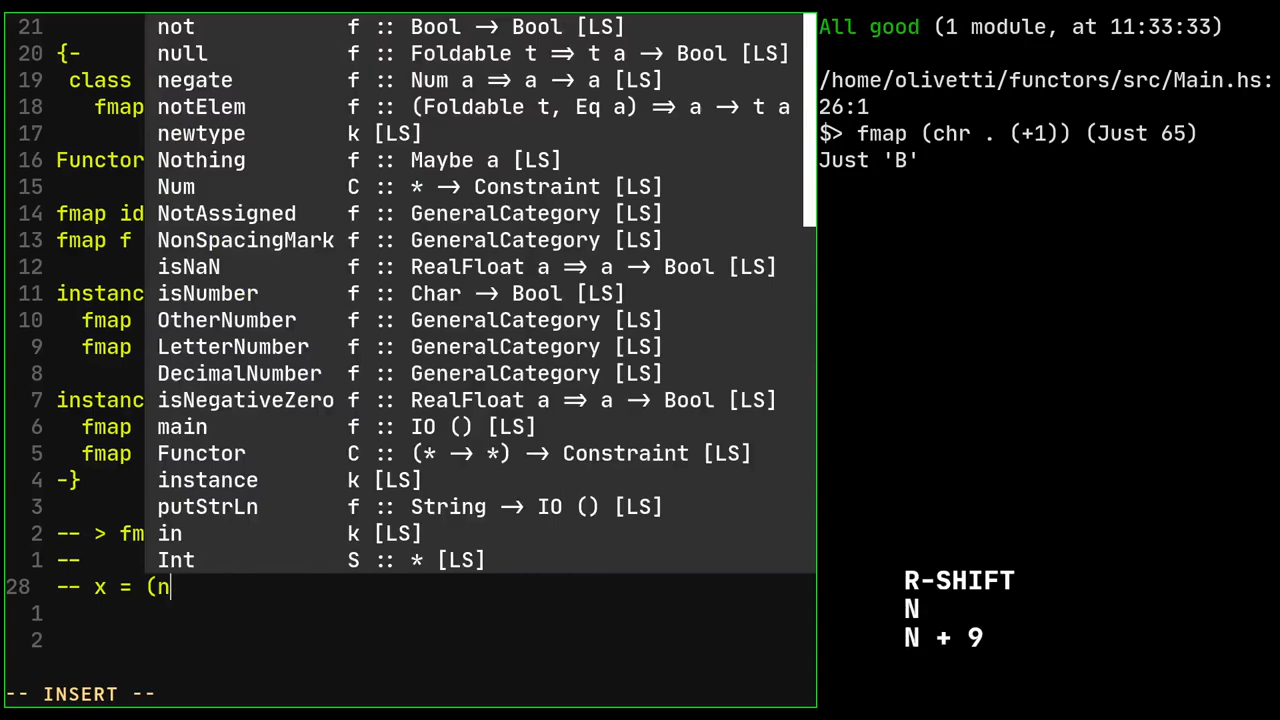 21 not f :: Bool → Bool [LS]
20 {- null f :: Foldable t ⇒ t a → Bool [LS]
19 class negate f :: Num a ⇒ a → a [LS]
18 fmap notElem f :: (Foldable t, Eq a) ⇒ a → t a
17 newtype k [LS]
16 Functor Nothing f :: Maybe a [LS]
15 Num C :: * → Constraint [LS]
14 fmap id NotAssigned f :: GeneralCategory [LS]
13 fmap f NonSpacingMark f :: GeneralCategory [LS]
12 isNaN f :: RealFloat a ⇒ a → Bool [LS]
11 instanc isNumber f :: Char → Bool [LS]
10 fmap OtherNumber f :: GeneralCategory [LS]
9 fmap LetterNumber f :: GeneralCategory [LS]
8 DecimalNumber f :: GeneralCategory [LS]
7 instanc isNegativeZero f :: RealFloat a ⇒ a → Bool [LS]
6 fmap main f :: IO () [LS]
5 fmap Functor C :: (* → *) → Constraint [LS]
4 -} instance k [LS]
3 putStrLn f :: String → IO () [LS]
2 -- > fm in k [LS]
1 -- Int S :: * [LS]
28 -- x = (n
1
2
-- INSERT --
All good (1 module, at 11:33:33)
/home/olivetti/functors/src/Main.hs:
26:1
$> fmap (chr . (+1)) (Just 65)
Just 'B'
R-SHIFT
N
N + 9